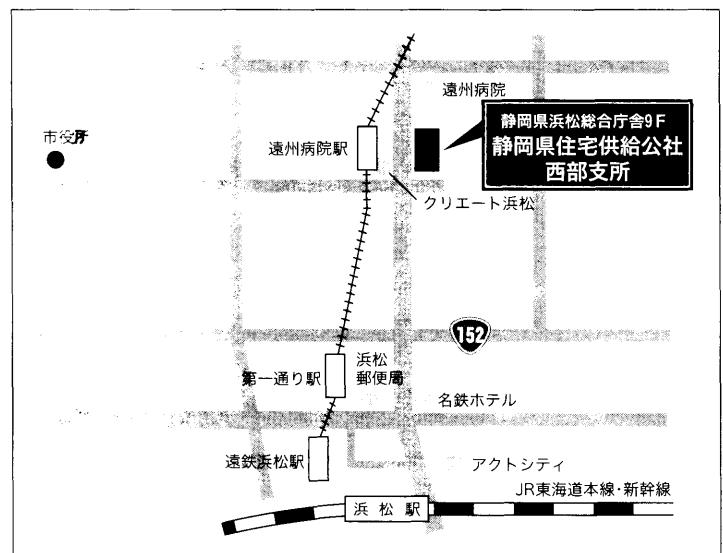 遠州病院
静岡県浜松総合庁舎9F
静岡県住宅供給公社
西部支所
市役所
遠州病院駅
クリエート浜松
152
浜松
郵便局
第一通り駅
名鉄ホテル
遠鉄浜松駅
アクトシティ
JR東海道本線・新幹線
浜松駅